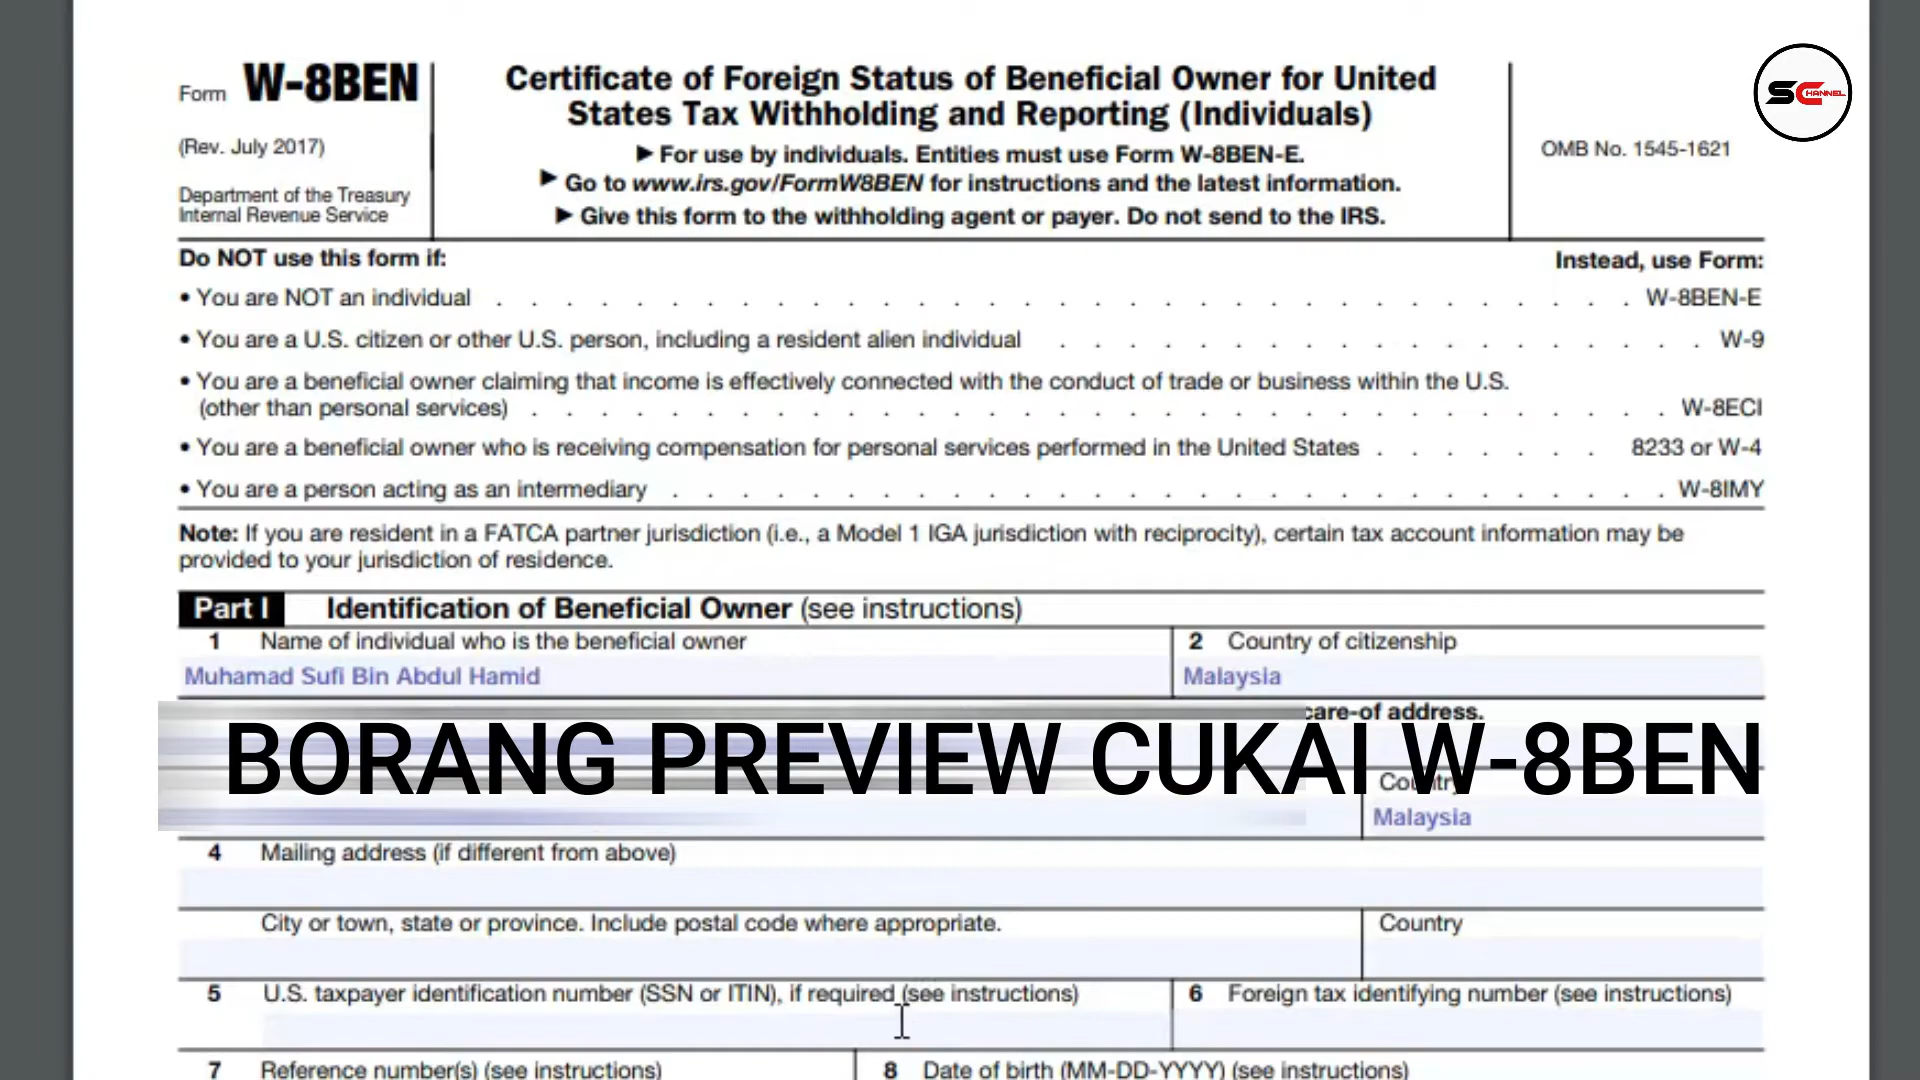 Form W-8BEN
(Rev. July 2017)
Department of the Treasury
Internal Revenue Service
Certificate of Foreign Status of Beneficial Owner for United
States Tax Withholding and Reporting (Individuals)
▶ For use by individuals. Entities must use Form W-8BEN-E.
▶ Go to www.irs.gov/FormW8BEN for instructions and the latest information.
▶ Give this form to the withholding agent or payer. Do not send to the IRS.
OMB No. 1545-1621
SC CHANNEL
Do NOT use this form if: Instead, use Form:
• You are NOT an individual . . . . . . . . . . . . . . . . . . . . . . . . . . . . . . . . . W-8BEN-E
• You are a U.S. citizen or other U.S. person, including a resident alien individual . . . . . . . . . . . . . . . . . . . W-9
• You are a beneficial owner claiming that income is effectively connected with the conduct of trade or business within the U.S.
(other than personal services) . . . . . . . . . . . . . . . . . . . . . . . . . . . . . . . . . W-8ECI
• You are a beneficial owner who is receiving compensation for personal services performed in the United States . . . . . . . 8233 or W-4
• You are a person acting as an intermediary . . . . . . . . . . . . . . . . . . . . . . . . . . . . . W-8IMY
Note: If you are resident in a FATCA partner jurisdiction (i.e., a Model 1 IGA jurisdiction with reciprocity), certain tax account information may be
provided to your jurisdiction of residence.
Part I Identification of Beneficial Owner (see instructions)
1 Name of individual who is the beneficial owner
Muhamad Sufi Bin Abdul Hamid
2 Country of citizenship
Malaysia
care-of address.
BORANG PREVIEW CUKAI W-8BEN
Country
Malaysia
4 Mailing address (if different from above)
City or town, state or province. Include postal code where appropriate.
Country
5 U.S. taxpayer identification number (SSN or ITIN), if required (see instructions)
6 Foreign tax identifying number (see instructions)
7 Reference number(s) (see instructions)
8 Date of birth (MM-DD-YYYY) (see instructions)